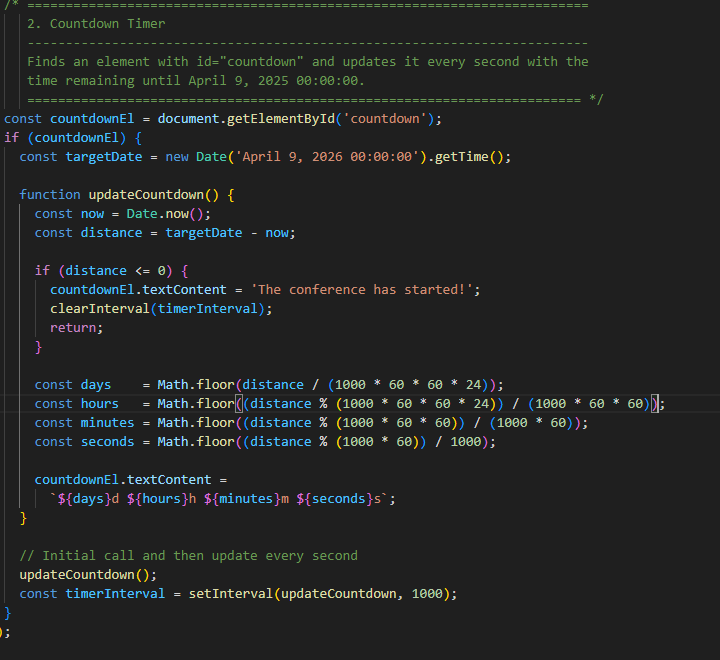 /* =========================================================================
2. Countdown Timer
-------------------------------------------------------------------------
Finds an element with id="countdown" and updates it every second with the
time remaining until April 9, 2025 00:00:00.
======================================================================== */
const countdownEl = document.getElementById('countdown');
if (countdownEl) {
const targetDate = new Date('April 9, 2026 00:00:00').getTime();
function updateCountdown() {
const now = Date.now();
const distance = targetDate - now;
if (distance <= 0) {
countdownEl.textContent = 'The conference has started!';
clearInterval(timerInterval);
return;
}
const days    = Math.floor(distance / (1000 * 60 * 60 * 24));
const hours   = Math.floor((distance % (1000 * 60 * 60 * 24)) / (1000 * 60 * 60));
const minutes = Math.floor((distance % (1000 * 60 * 60)) / (1000 * 60));
const seconds = Math.floor((distance % (1000 * 60)) / 1000);
countdownEl.textContent =
`${days}d ${hours}h ${minutes}m ${seconds}s`;
}
// Initial call and then update every second
updateCountdown();
const timerInterval = setInterval(updateCountdown, 1000);
}
);